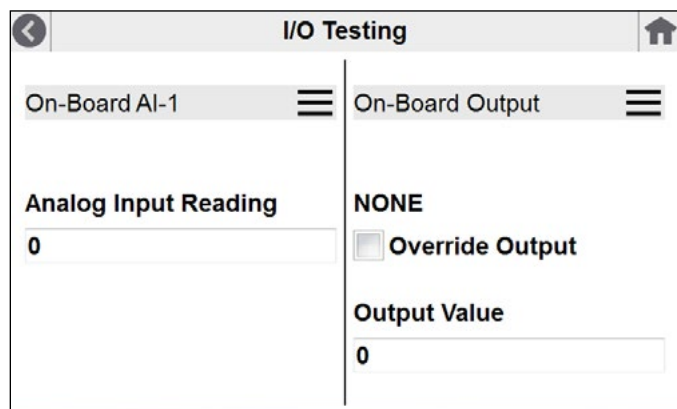 I/O Testing
On-Board AI-1
Analog Input Reading
0
On-Board Output
NONE
Override Output
Output Value
0